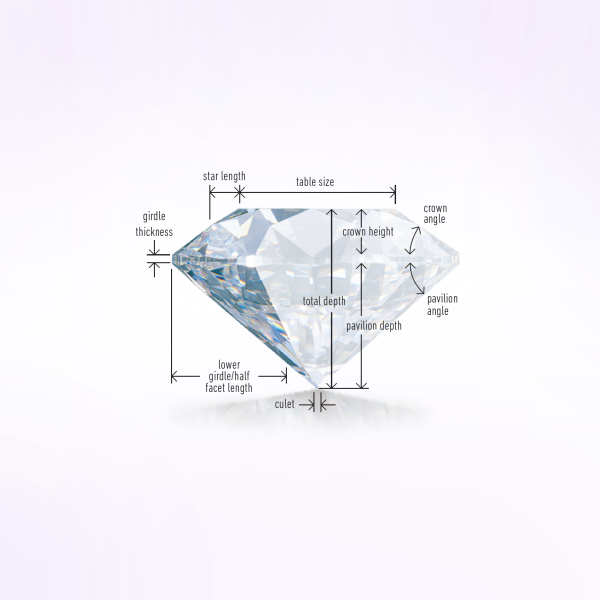 star length
table size
girdle
thickness
crown
angle
crown height
total depth
pavilion depth
pavilion
angle
lower
girdle/half
facet length
culet